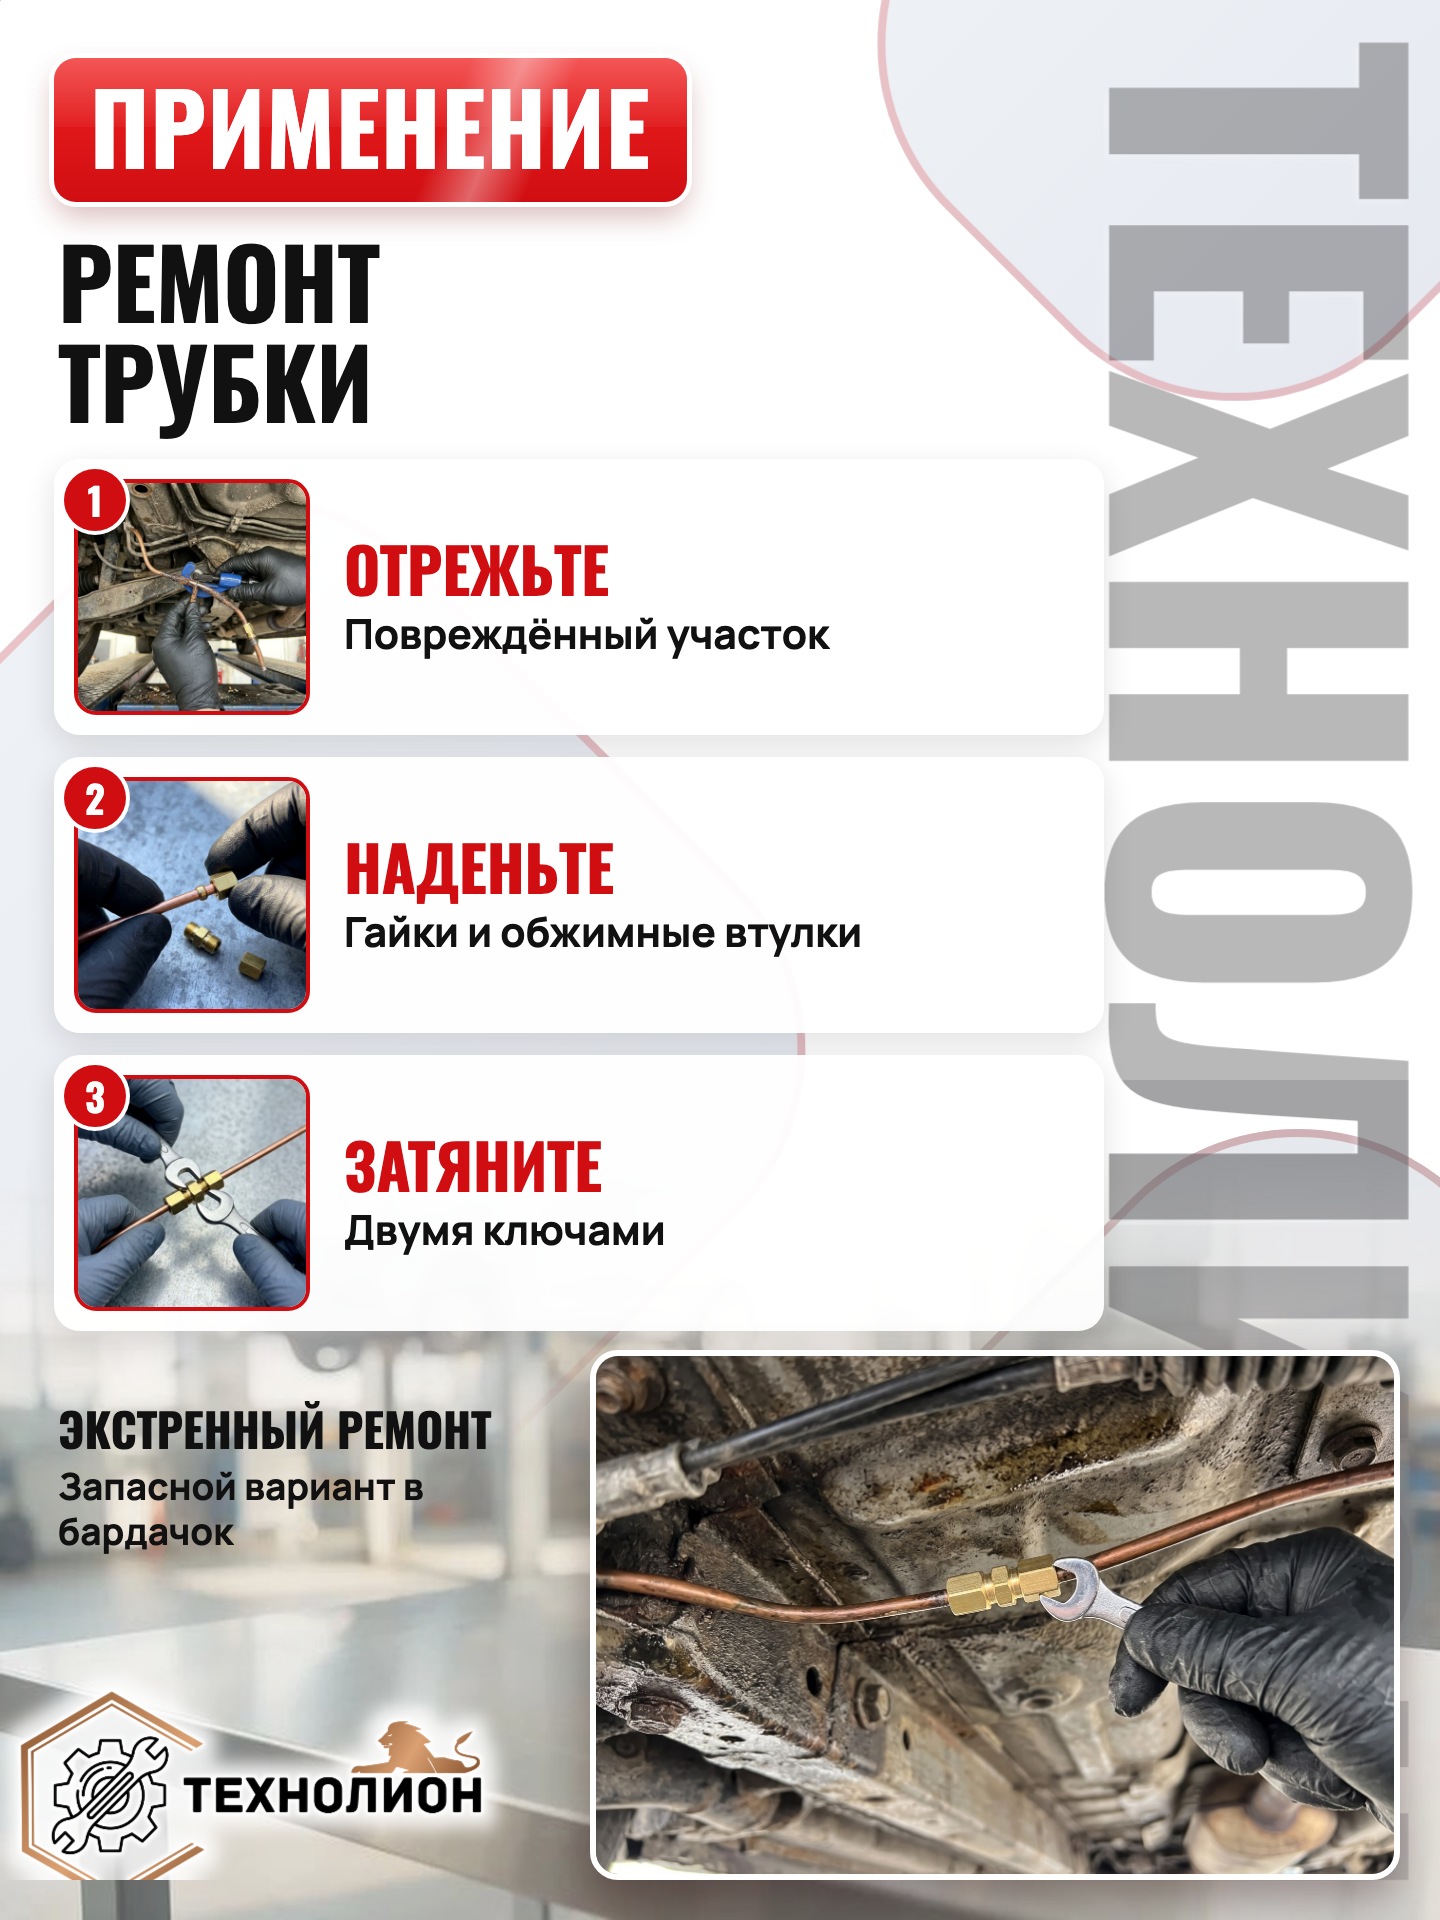 ПРИМЕНЕНИЕ
РЕМОНТ
ТРУБКИ
1
ОТРЕЖЬТЕ
Повреждённый участок
2
НАДЕНЬТЕ
Гайки и обжимные втулки
3
ЗАТЯНИТЕ
Двумя ключами
ЭКСТРЕННЫЙ РЕМОНТ
Запасной вариант в
бардачок
ТЕХНОЛИОН
ТЕХНОЛИ